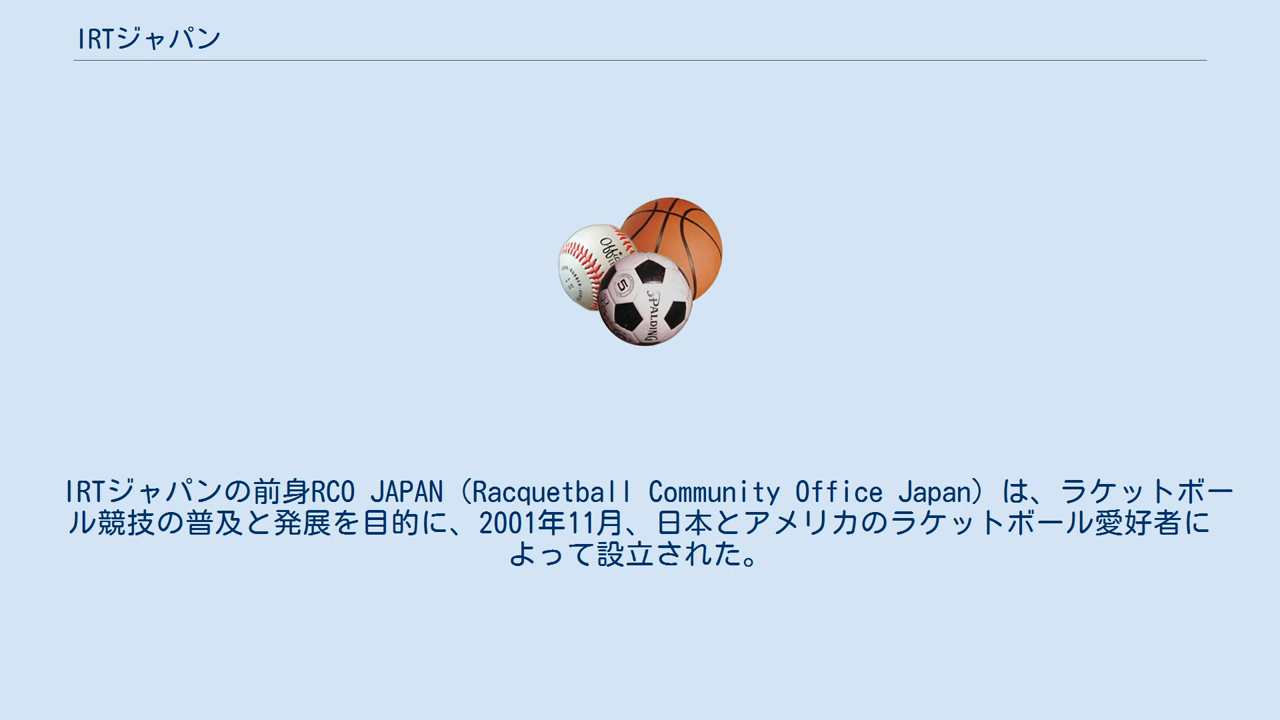 IRTジャパン
Official
5
SPALDING
IRTジャパンの前身RCO JAPAN（Racquetball Community Office Japan）は、ラケットボー
ル競技の普及と発展を目的に、2001年11月、日本とアメリカのラケットボール愛好者に
よって設立された。